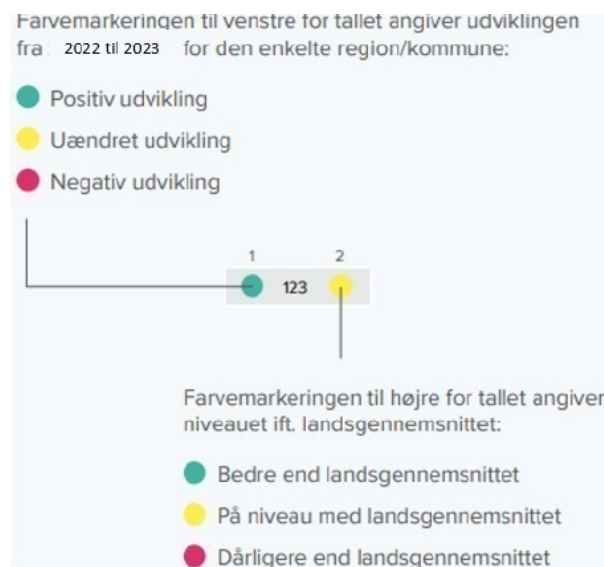 Farvemarkeringen til venstre for tallet angiver udviklingen
fra 2022 til 2023 for den enkelte region/kommune:
Positiv udvikling
Uændret udvikling
Negativ udvikling
1 2
123
Farvemarkeringen til højre for tallet angiver
niveauet ift. landsgennemsnittet:
Bedre end landsgennemsnittet
På niveau med landsgennemsnittet
Dårligere end landsgennemsnittet